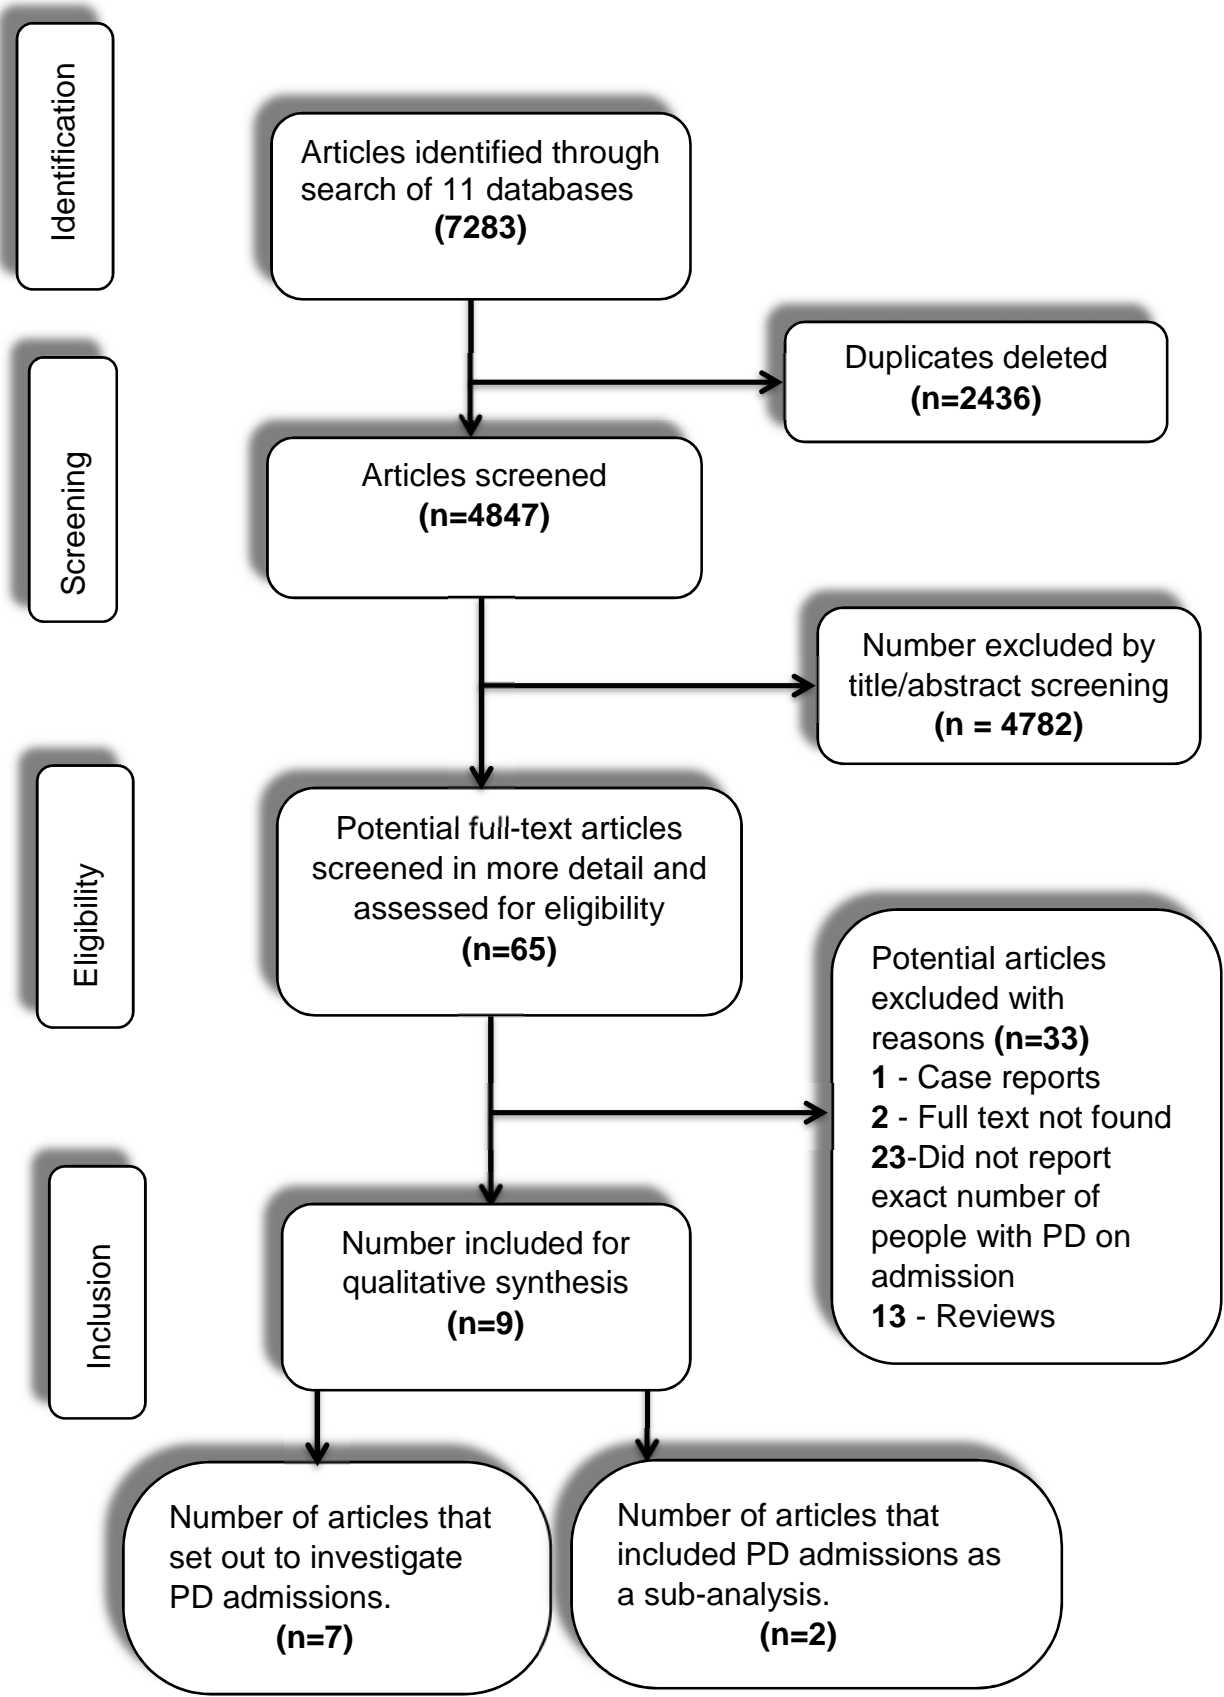 Identification
Articles identified through
search of 11 databases
(7283)
Duplicates deleted
(n=2436)
Screening
Articles screened
(n=4847)
Number excluded by
title/abstract screening
(n = 4782)
Eligibility
Potential full-text articles
screened in more detail and
assessed for eligibility
(n=65)
Potential articles
excluded with
reasons (n=33)
1 - Case reports
2 - Full text not found
23-Did not report
exact number of
people with PD on
admission
13 - Reviews
Inclusion
Number included for
qualitative synthesis
(n=9)
Number of articles that
set out to investigate
PD admissions.
(n=7)
Number of articles that
included PD admissions as
a sub-analysis.
(n=2)